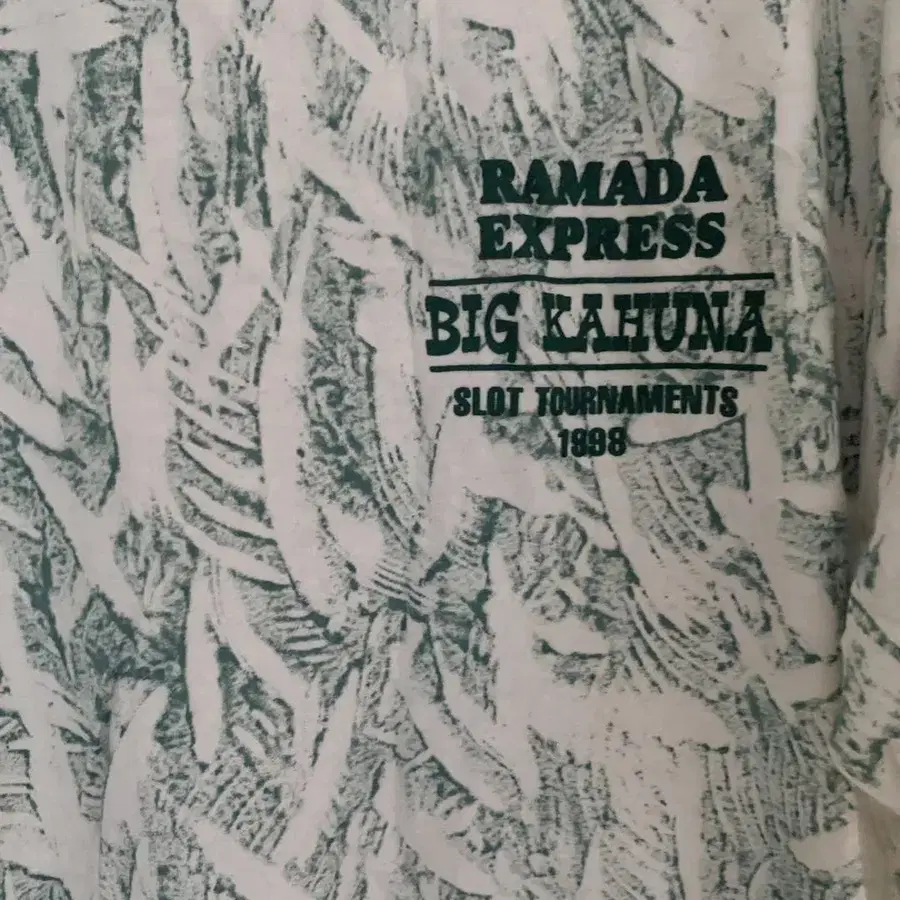 RAMADA
EXPRESS
BIG KAHUNA
SLOT TOURNAMENTS
1998